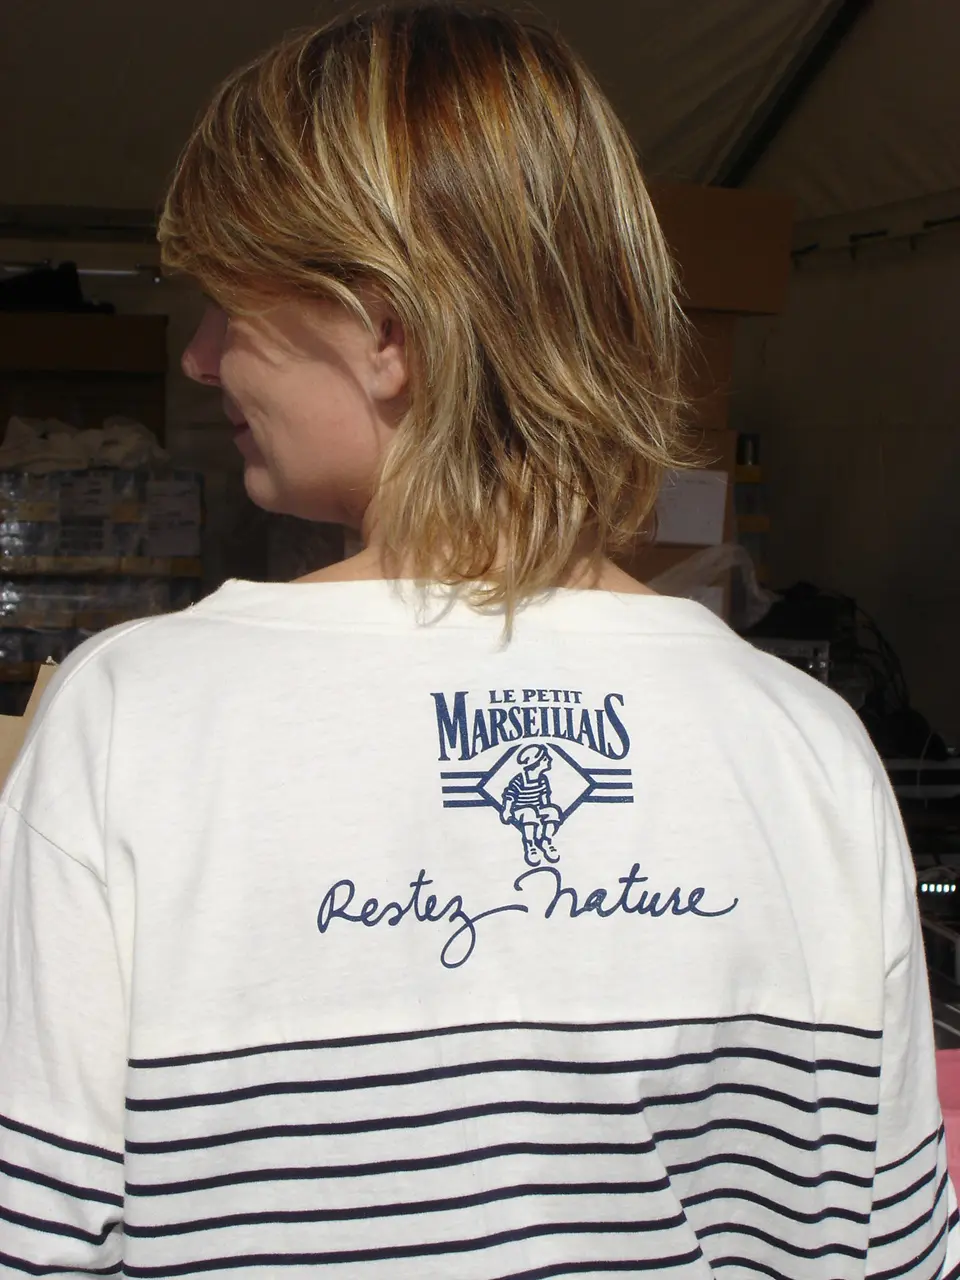 LE PETIT
MARSEILLAIS
Restez nature